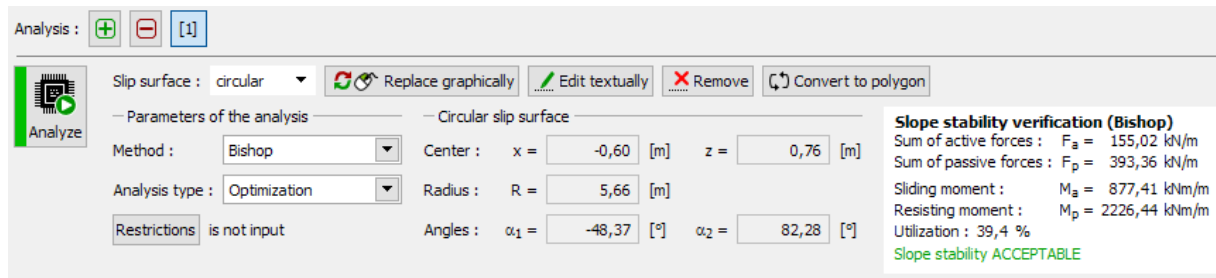 Analysis : [1]
Analyze
Slip surface : circular Replace graphically Edit textually Remove Convert to polygon
Parameters of the analysis
Method : Bishop
Analysis type : Optimization
Restrictions is not input
Circular slip surface
Center : x = -0,60 [m] z = 0,76 [m]
Radius : R = 5,66 [m]
Angles : α1 = -48,37 [°] α2 = 82,28 [°]
Slope stability verification (Bishop)
Sum of active forces : Fa = 155,02 kN/m
Sum of passive forces : Fp = 393,36 kN/m
Sliding moment : Ma = 877,41 kNm/m
Resisting moment : Mp = 2226,44 kNm/m
Utilization : 39,4 %
Slope stability ACCEPTABLE